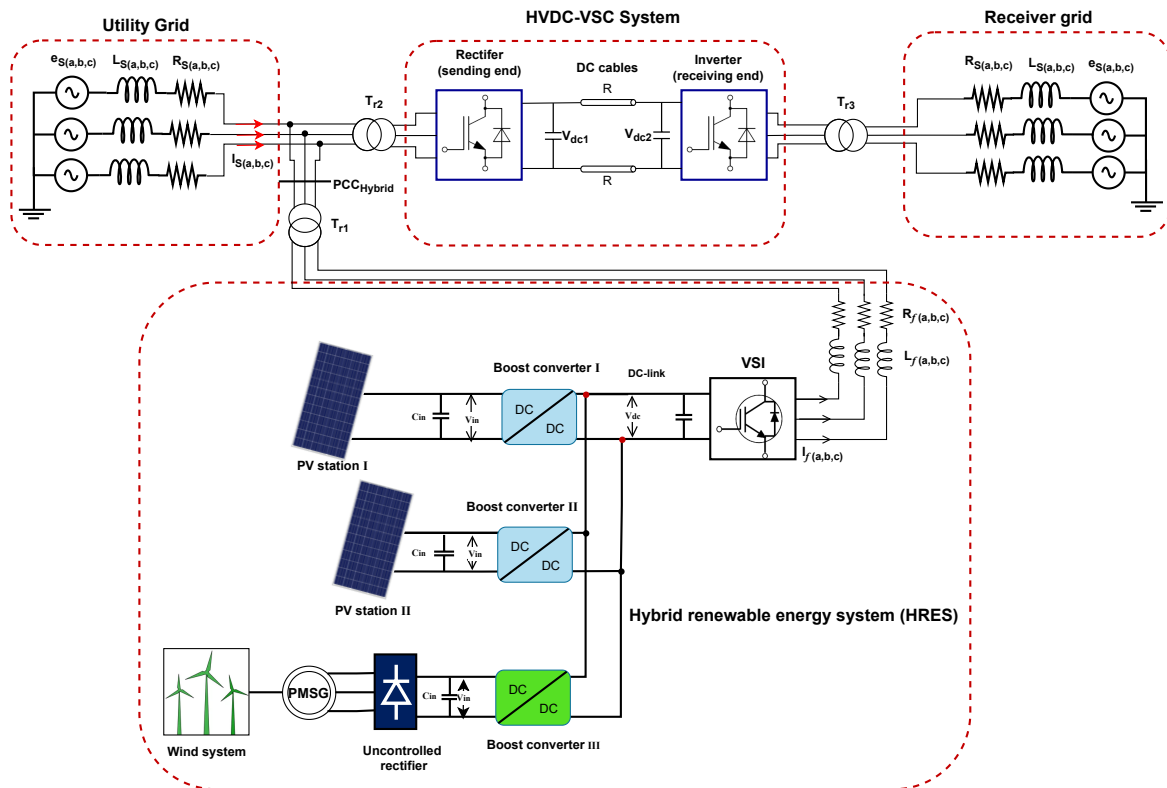 Utility Grid
HVDC-VSC System
Receiver grid
eS(a,b,c)
LS(a,b,c)
RS(a,b,c)
IS(a,b,c)
Tr2
Rectifer
(sending end)
DC cables
R
Vdc1
Vdc2
R
Inverter
(receiving end)
Tr3
RS(a,b,c)
LS(a,b,c)
eS(a,b,c)
PCCHybrid
Tr1
Rf(a,b,c)
Lf(a,b,c)
If(a,b,c)
VSI
DC-link
Vdc
Boost converter I
Cin
Vin
DC
DC
PV station I
Boost converter II
Cin
Vin
DC
DC
PV station II
Hybrid renewable energy system (HRES)
PMSG
Cin
Vin
DC
DC
Wind system
Uncontrolled
rectifier
Boost converter III